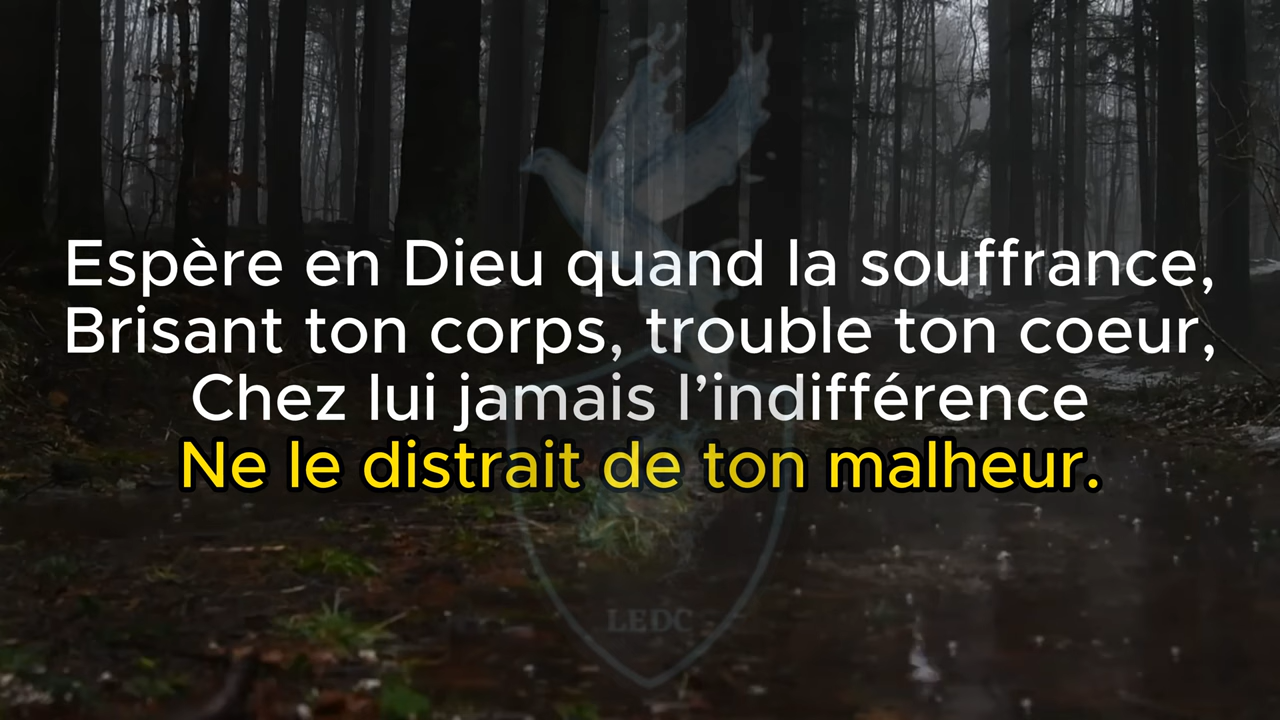 Espère en Dieu quand la souffrance,
Brisant ton corps, trouble ton coeur,
Chez lui jamais l’indifférence
Ne le distrait de ton malheur.
LEDC